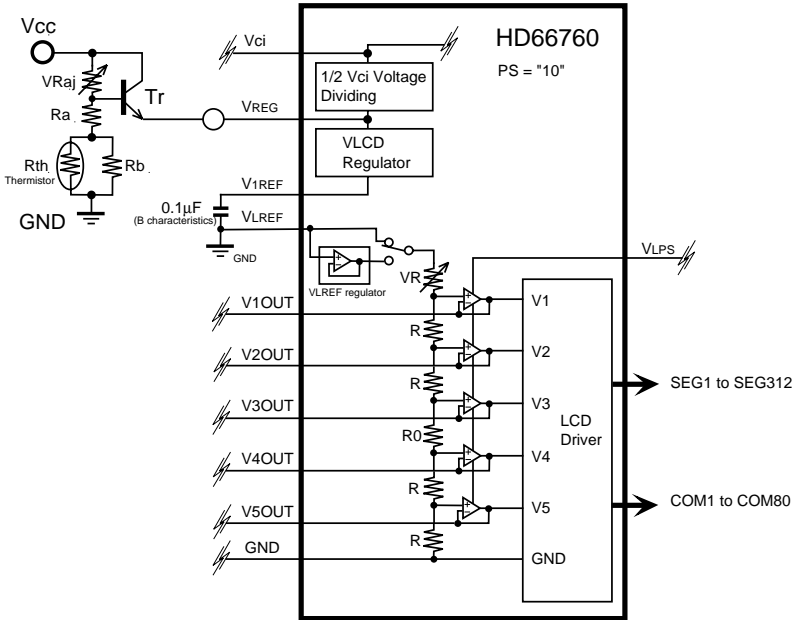 Vcc
VRaj
Tr
Ra
Rth
Thermistor
Rb
GND
Vci
HD66760
PS = "10"
1/2 Vci Voltage
Dividing
VREG
VLCD
Regulator
V1REF
0.1μF
(B characteristics)
VLREF
GND
VLREF regulator
VR
VLPS
V1OUT
V1
R
V2OUT
V2
R
V3OUT
V3
R0
V4OUT
V4
R
V5OUT
V5
R
GND
GND
LCD
Driver
SEG1 to SEG312
COM1 to COM80